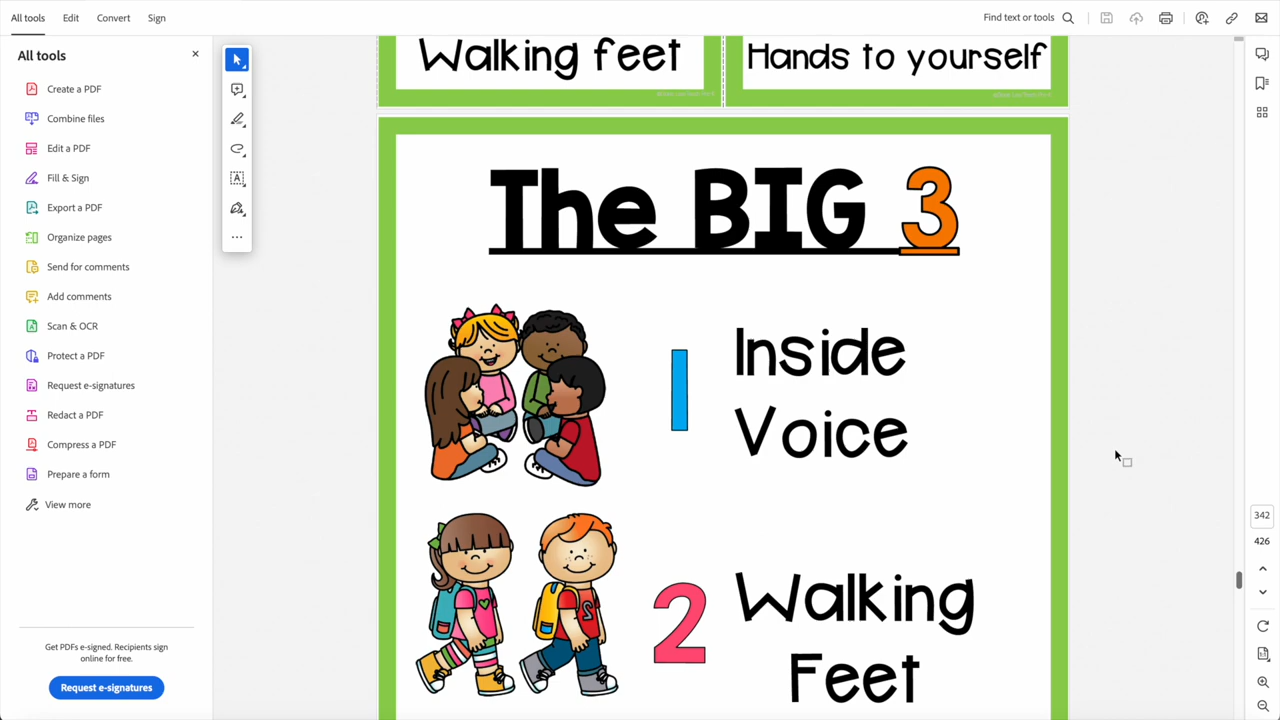 All tools
Edit
Convert
Sign
Find text or tools
All tools
Create a PDF
Combine files
Edit a PDF
Fill & Sign
Export a PDF
Organize pages
Send for comments
Add comments
Scan & OCR
Protect a PDF
Request e-signatures
Redact a PDF
Compress a PDF
Prepare a form
View more
Get PDFs e-signed. Recipients sign
online for free.
Request e-signatures
Walking feet
Hands to yourself
The BIG 3
1
Inside
Voice
2
2
Walking
Feet
342
426